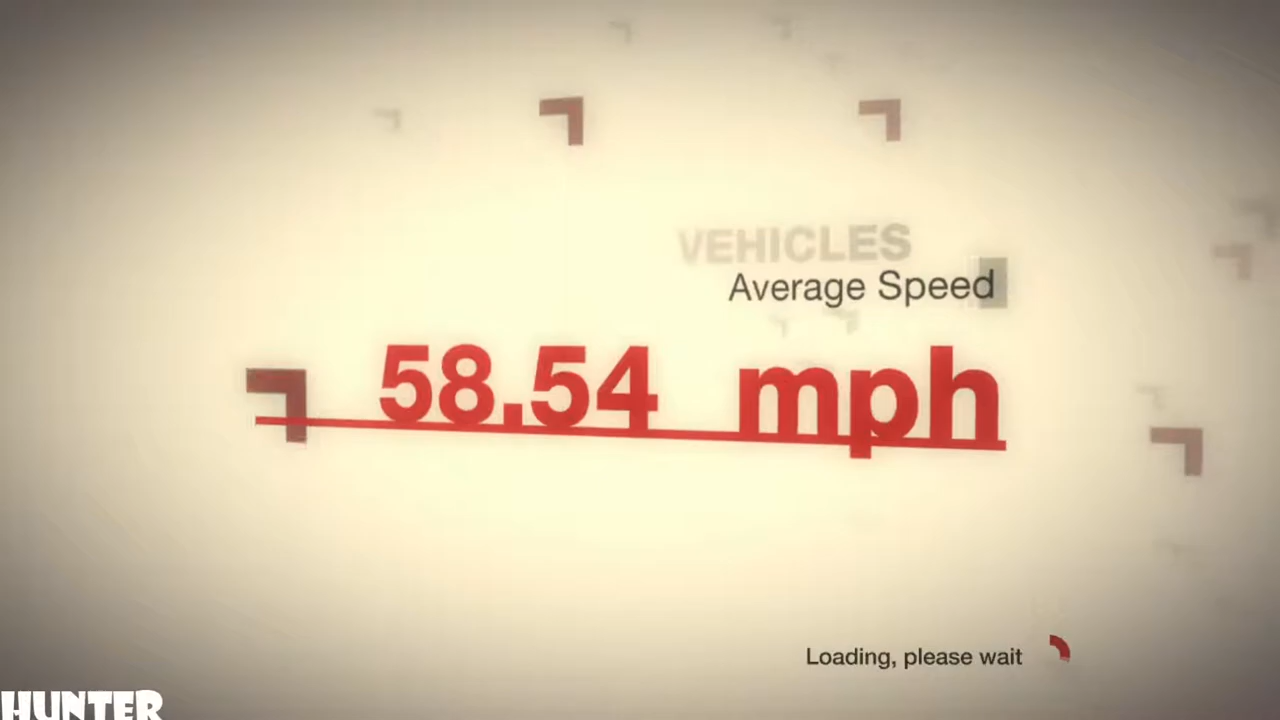 VEHICLES
Average Speed
58.54 mph
Loading, please wait
HUNTER